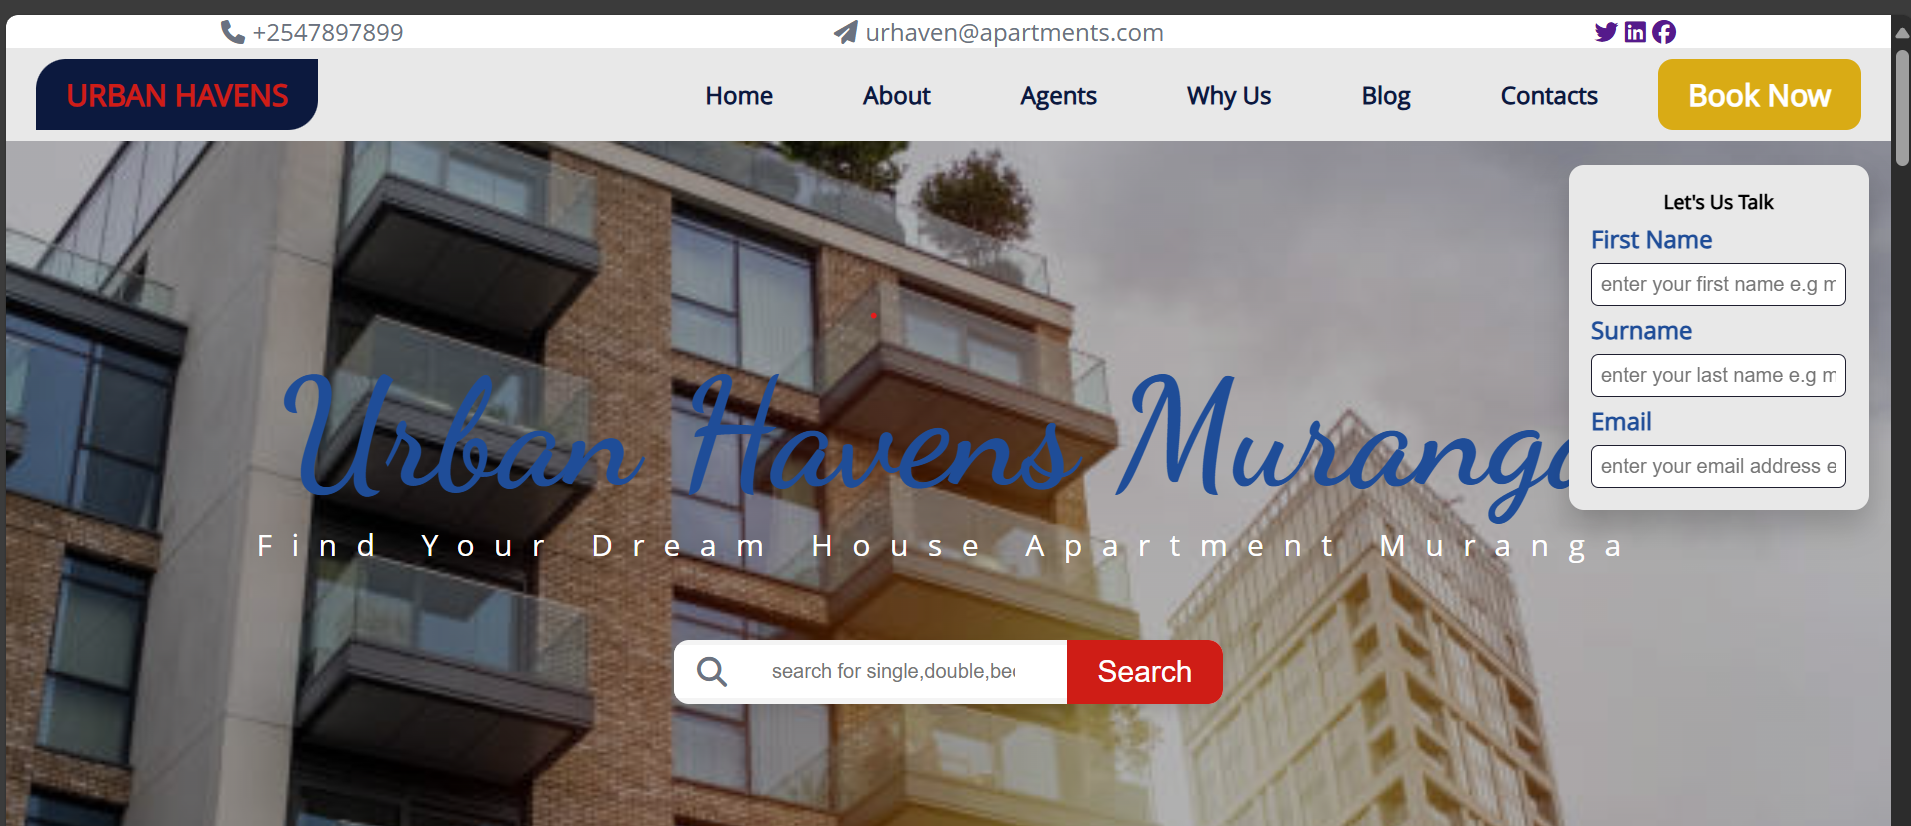 +2547897899
urhaven@apartments.com
URBAN HAVENS
Home
About
Agents
Why Us
Blog
Contacts
Book Now
Let's Us Talk
First Name
enter your first name e.g m
Surname
enter your last name e.g m
Email
enter your email address e
Urban Havens Muranga
Find Your Dream House Apartment Muranga
search for single,double,be
Search